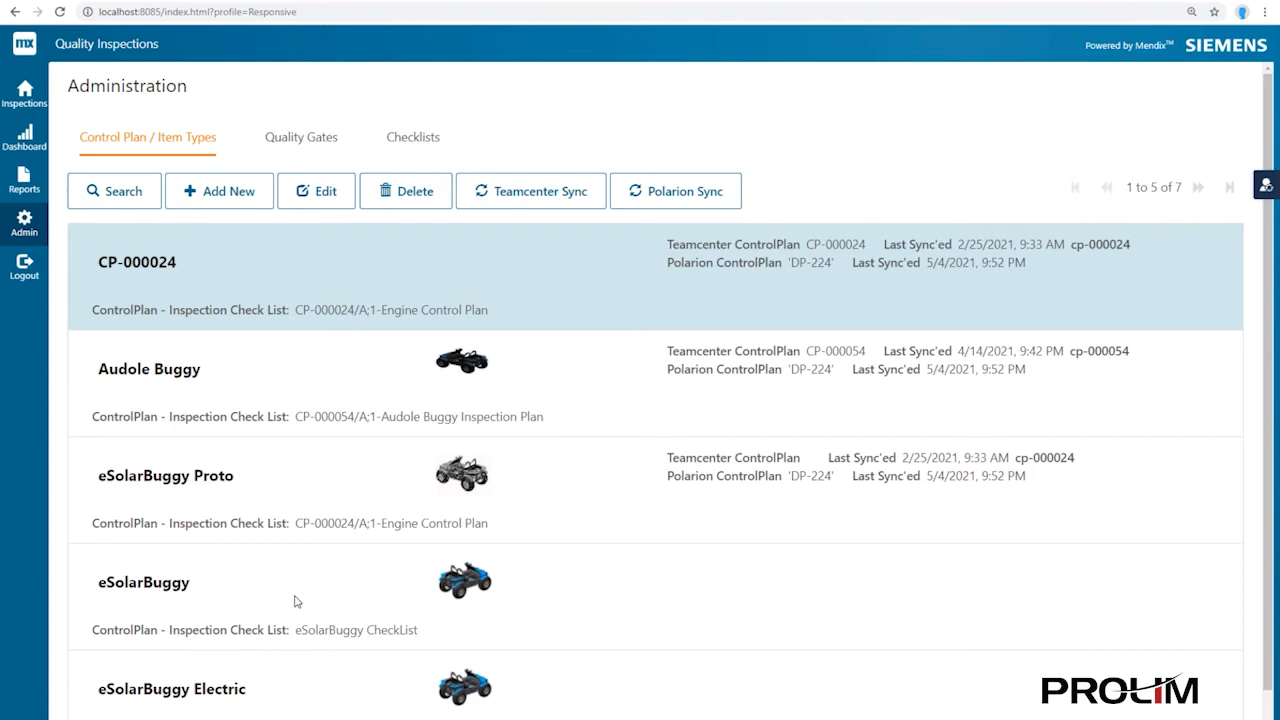 localhost:8085/index.html?profile=Responsive
mx
Quality Inspections
Powered by Mendix™ SIEMENS
Inspections
Dashboard
Reports
Admin
Logout
Administration
Control Plan / Item Types Quality Gates Checklists
Search Add New Edit Delete Teamcenter Sync Polarion Sync 1 to 5 of 7
CP-000024
Teamcenter ControlPlan CP-000024 Last Sync'ed 2/25/2021, 9:33 AM cp-000024
Polarion ControlPlan 'DP-224' Last Sync'ed 5/4/2021, 9:52 PM
ControlPlan - Inspection Check List: CP-000024/A;1-Engine Control Plan
Audole Buggy
Teamcenter ControlPlan CP-000054 Last Sync'ed 4/14/2021, 9:42 PM cp-000054
Polarion ControlPlan 'DP-224' Last Sync'ed 5/4/2021, 9:52 PM
ControlPlan - Inspection Check List: CP-000054/A;1-Audole Buggy Inspection Plan
eSolarBuggy Proto
Teamcenter ControlPlan Last Sync'ed 2/25/2021, 9:33 AM cp-000024
Polarion ControlPlan 'DP-224' Last Sync'ed 5/4/2021, 9:52 PM
ControlPlan - Inspection Check List: CP-000024/A;1-Engine Control Plan
eSolarBuggy
ControlPlan - Inspection Check List: eSolarBuggy CheckList
eSolarBuggy Electric
PROLIM